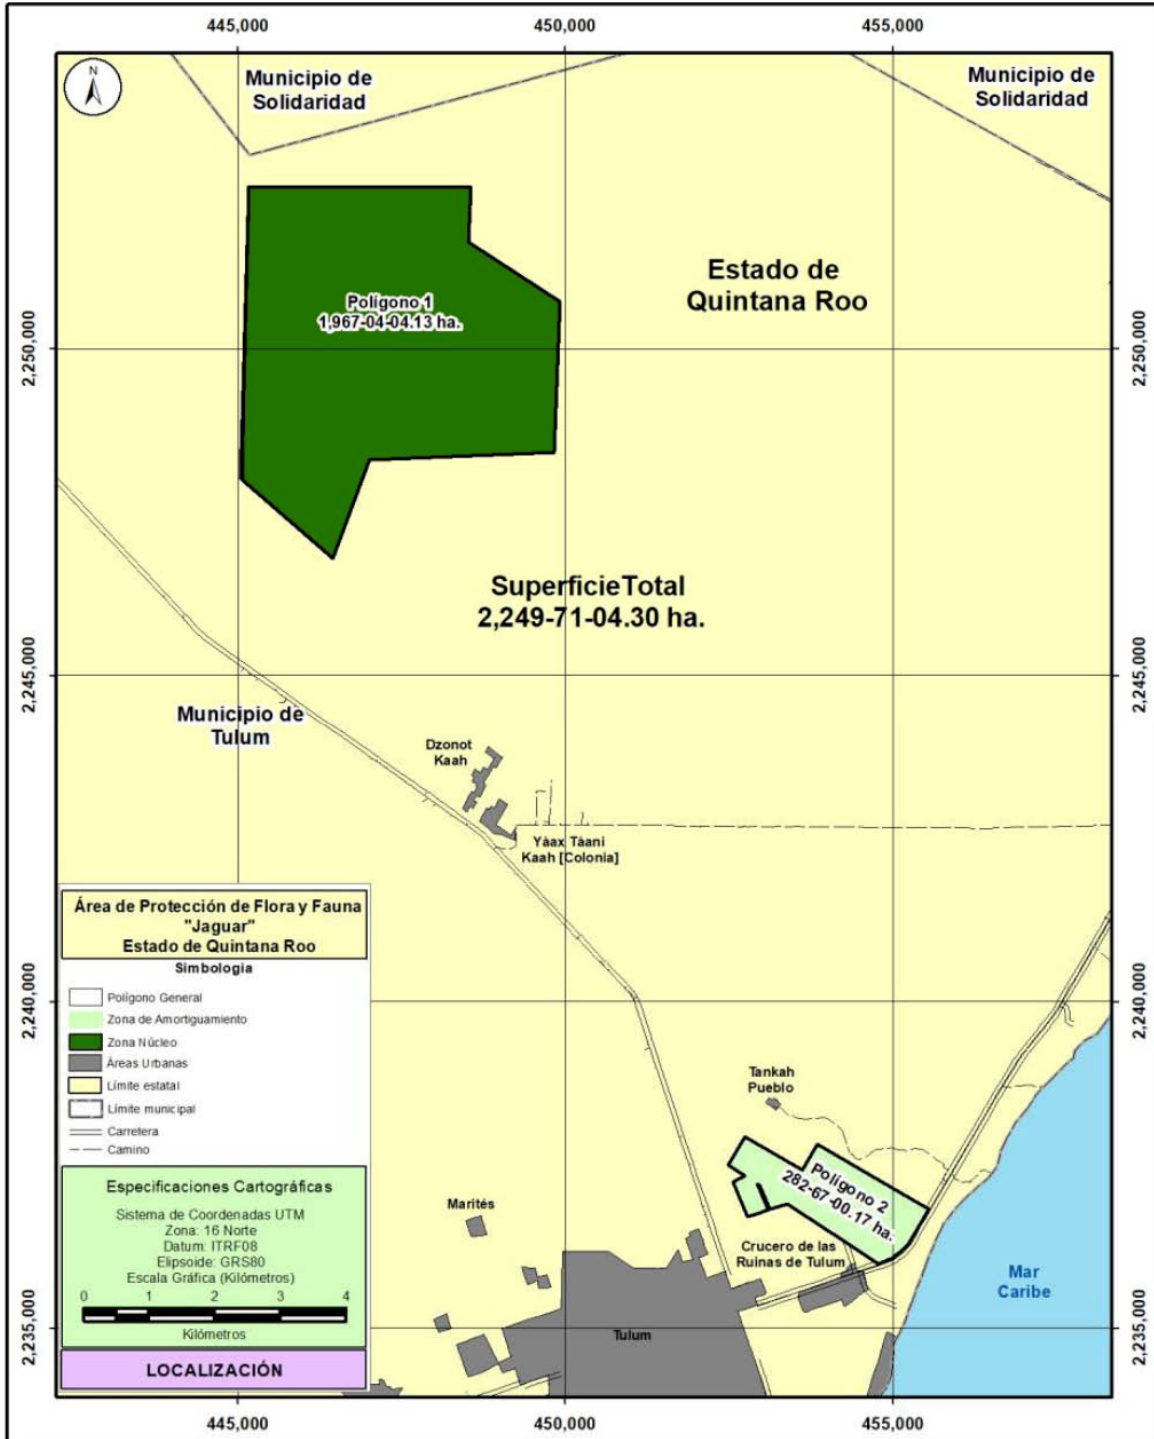 445,000
450,000
455,000
N
Municipio de
Solidaridad
Municipio de
Solidaridad
Estado de
Quintana Roo
Polígono 1
1,967-04-04.13 ha.
2,250,000
2,250,000
SuperficieTotal
2,249-71-04.30 ha.
2,245,000
2,245,000
Municipio de
Tulum
Dzonot
Kaah
Yàax Tàani
Kaah [Colonia]
Área de Protección de Flora y Fauna
"Jaguar"
Estado de Quintana Roo
Simbología
Polígono General
Zona de Amortiguamiento
Zona Núcleo
Áreas Urbanas
Límite estatal
Límite municipal
Carretera
Camino
2,240,000
2,240,000
Tankah
Pueblo
Polígono 2
282-67-00.17 ha.
Marités
Crucero de las
Ruinas de Tulum
Mar
Caribe
Tulum
Especificaciones Cartográficas
Sistema de Coordenadas UTM
Zona: 16 Norte
Datum: ITRF08
Elipsoide: GRS80
Escala Gráfica (Kilómetros)
0 1 2 3 4
Kilómetros
LOCALIZACIÓN
2,235,000
2,235,000
445,000
450,000
455,000